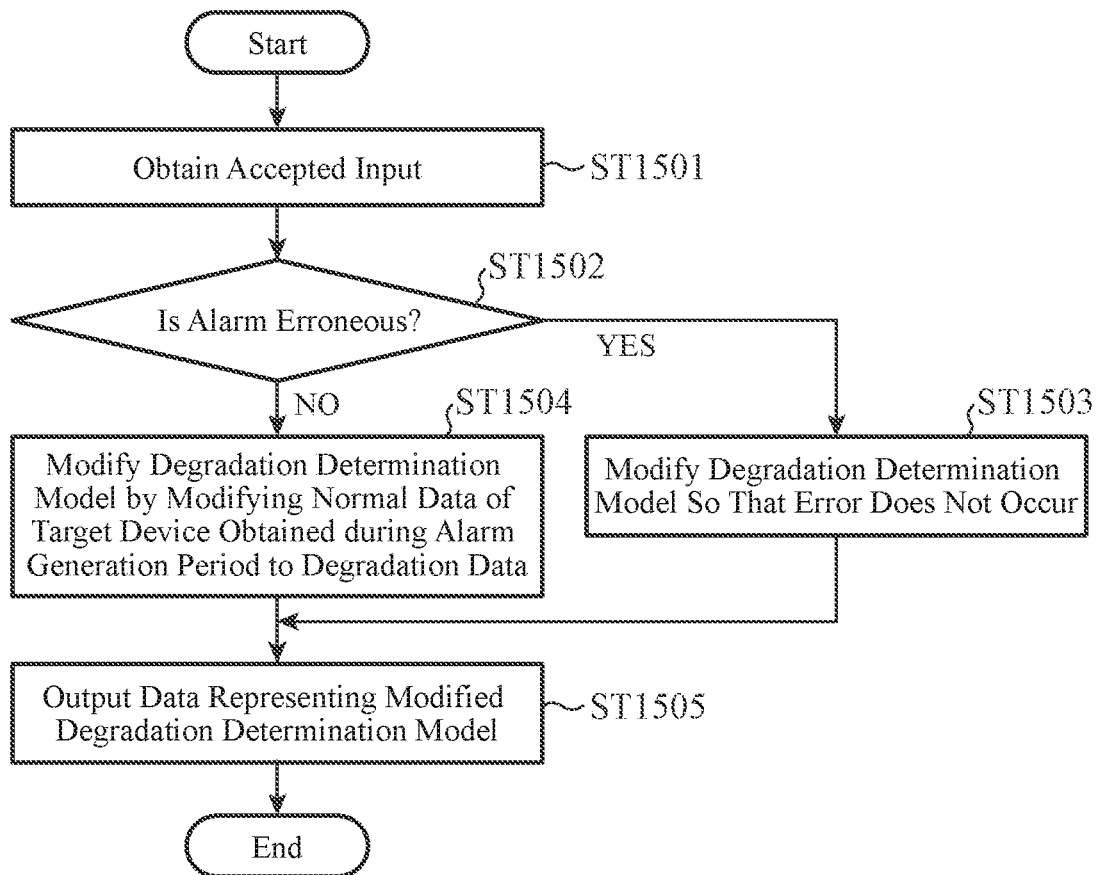 Start
Obtain Accepted Input
ST1501
ST1502
Is Alarm Erroneous?
YES
NO
ST1504
ST1503
Modify Degradation Determination
Model by Modifying Normal Data of
Target Device Obtained during Alarm
Generation Period to Degradation Data
Modify Degradation Determination
Model So That Error Does Not Occur
Output Data Representing Modified
Degradation Determination Model
ST1505
End